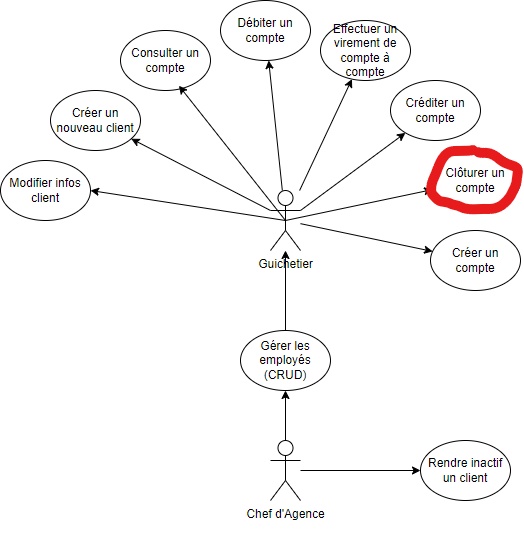 Débiter un
compte
Effectuer un
virement de
compte à
compte
Consulter un
compte
Créditer un
compte
Créer un
nouveau client
Clôturer un
compte
Modifier infos
client
Créer un
compte
Guichetier
Gérer les
employés
(CRUD)
Rendre inactif
un client
Chef d'Agence